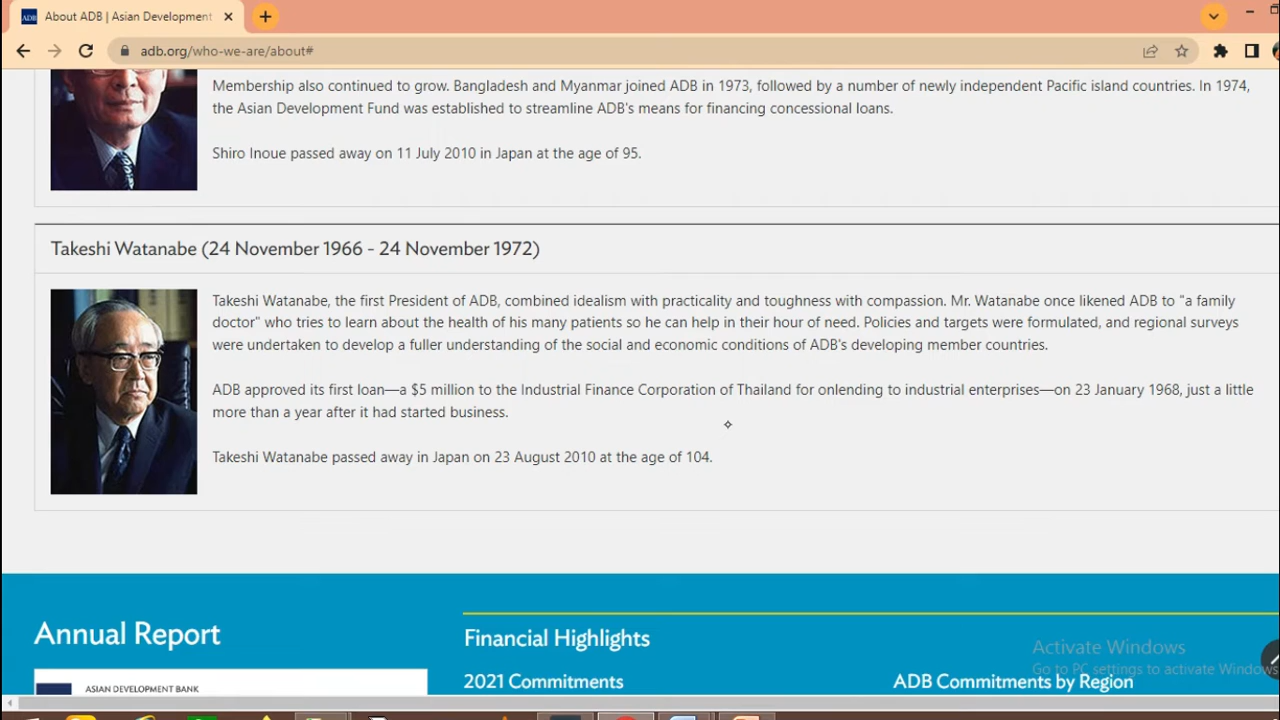 About ADB | Asian Development
adb.org/who-we-are/about#
Membership also continued to grow. Bangladesh and Myanmar joined ADB in 1973, followed by a number of newly independent Pacific island countries. In 1974,
the Asian Development Fund was established to streamline ADB's means for financing concessional loans.
Shiro Inoue passed away on 11 July 2010 in Japan at the age of 95.
Takeshi Watanabe (24 November 1966 - 24 November 1972)
Takeshi Watanabe, the first President of ADB, combined idealism with practicality and toughness with compassion. Mr. Watanabe once likened ADB to "a family
doctor" who tries to learn about the health of his many patients so he can help in their hour of need. Policies and targets were formulated, and regional surveys
were undertaken to develop a fuller understanding of the social and economic conditions of ADB's developing member countries.
ADB approved its first loan—a $5 million to the Industrial Finance Corporation of Thailand for onlending to industrial enterprises—on 23 January 1968, just a little
more than a year after it had started business.
Takeshi Watanabe passed away in Japan on 23 August 2010 at the age of 104.
Annual Report
Financial Highlights
ASIAN DEVELOPMENT BANK
2021 Commitments
ADB Commitments by Region
Activate Windows
Go to PC settings to activate Windows